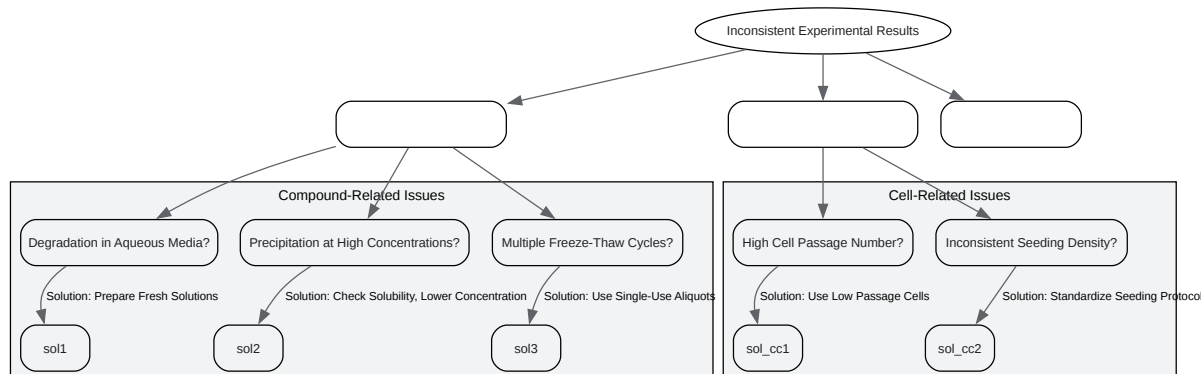 Inconsistent Experimental Results
Compound-Related Issues
Cell-Related Issues
Degradation in Aqueous Media?
Precipitation at High Concentrations?
Multiple Freeze-Thaw Cycles?
High Cell Passage Number?
Inconsistent Seeding Density?
Solution: Prepare Fresh Solutions
Solution: Check Solubility, Lower Concentration
Solution: Use Single-Use Aliquots
Solution: Use Low Passage Cells
Solution: Standardize Seeding Protocol
sol1
sol2
sol3
sol_cc1
sol_cc2